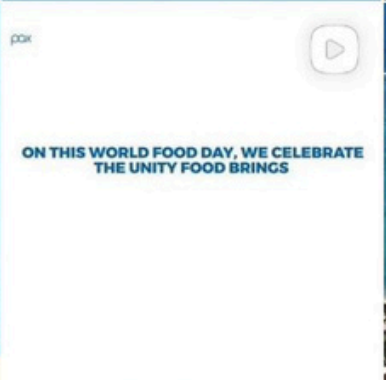 pax
ON THIS WORLD FOOD DAY, WE CELEBRATE
THE UNITY FOOD BRINGS